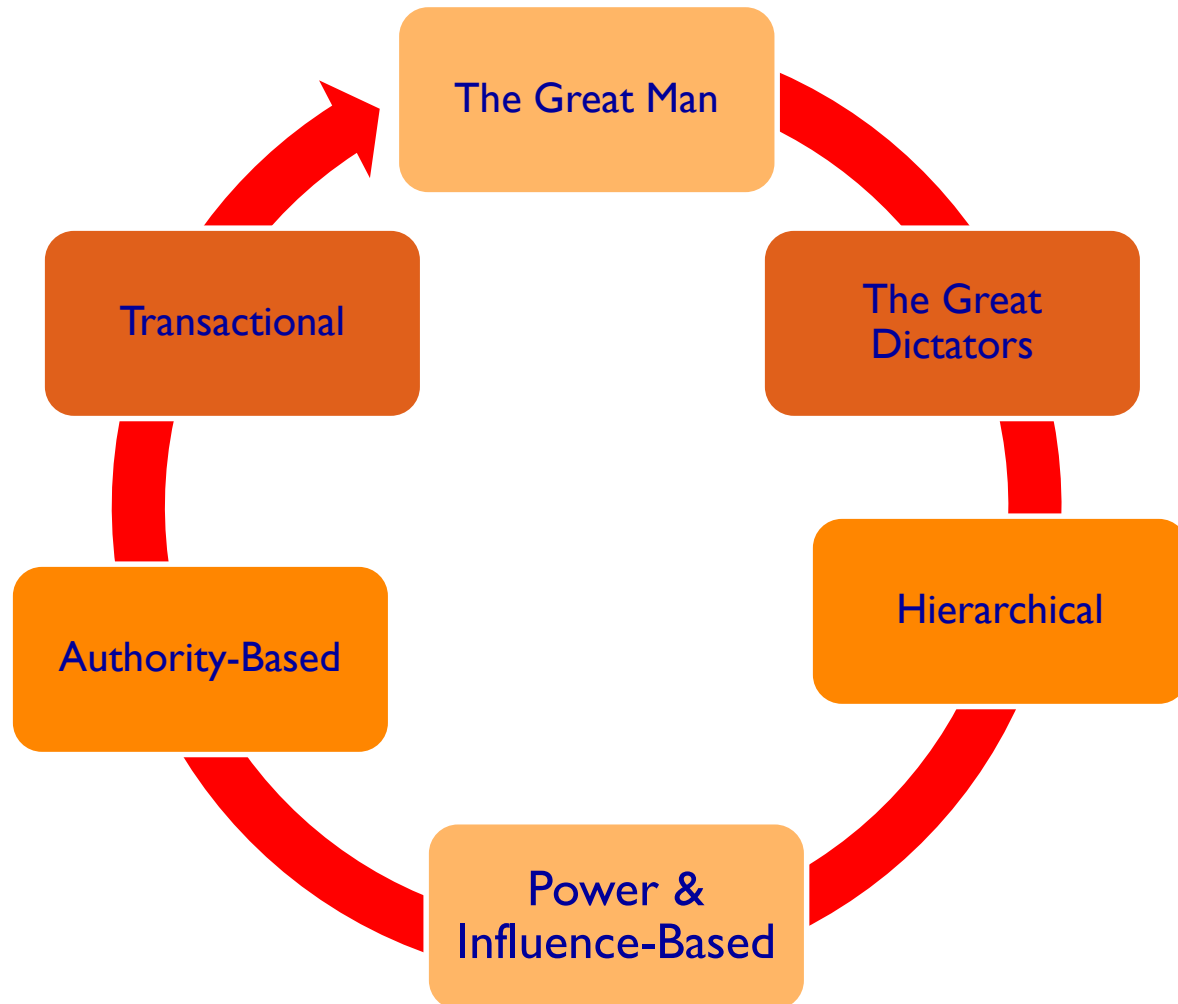 The Great Man
The Great
Dictators
Hierarchical
Power &
Influence-Based
Authority-Based
Transactional